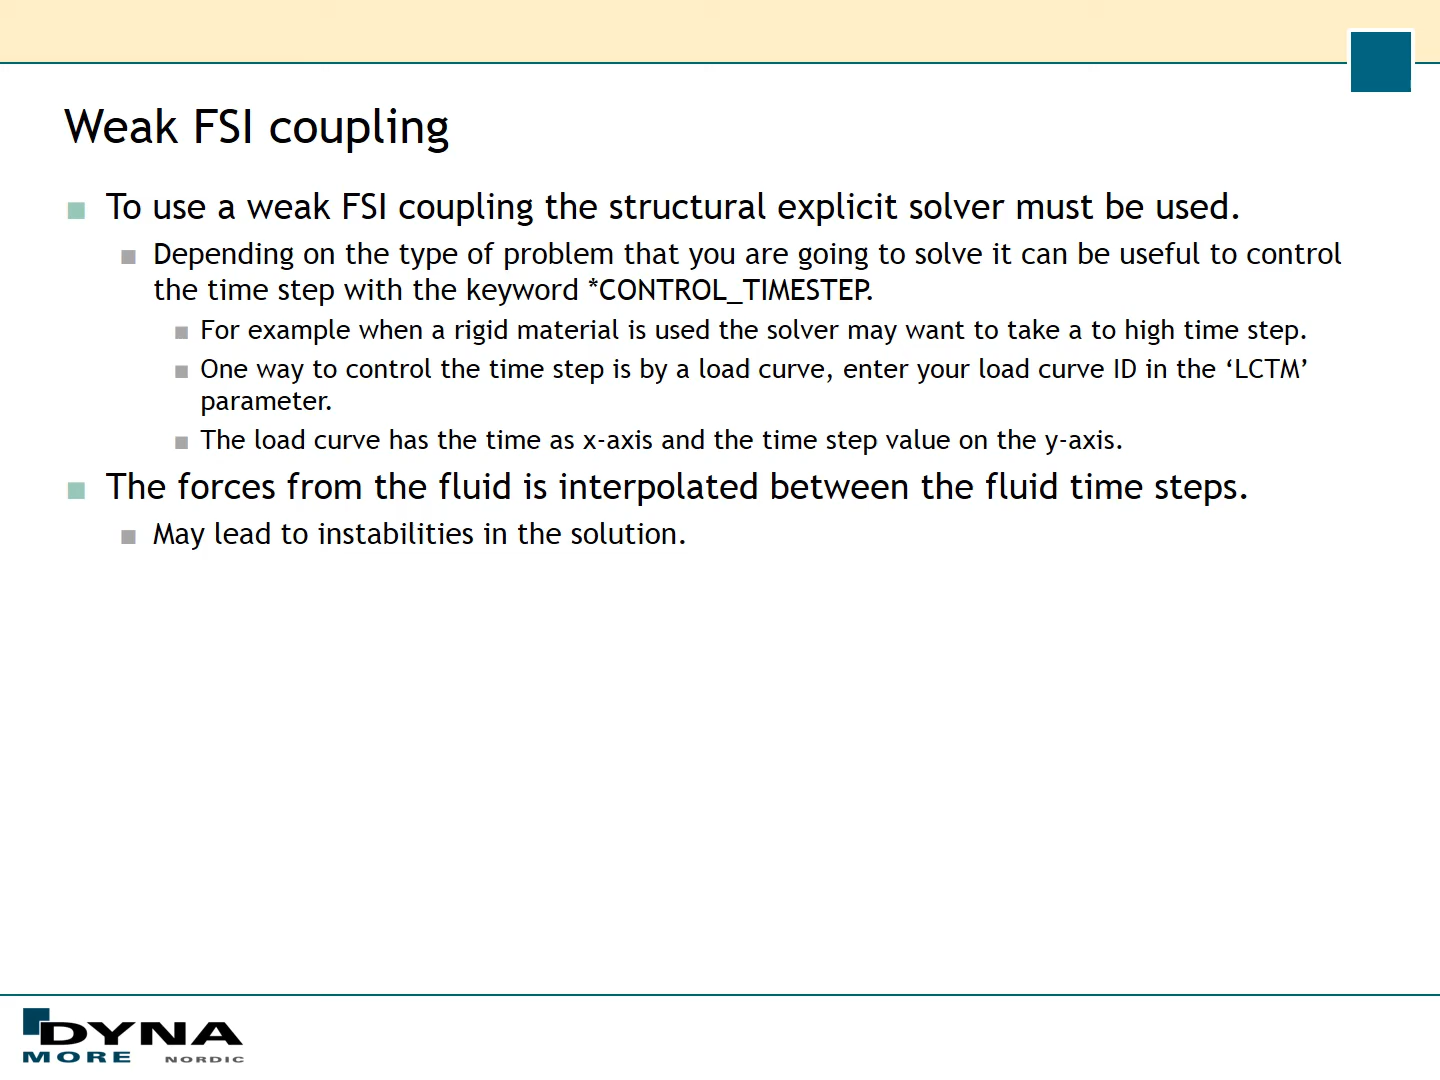 Weak FSI coupling
To use a weak FSI coupling the structural explicit solver must be used.
Depending on the type of problem that you are going to solve it can be useful to control
the time step with the keyword *CONTROL_TIMESTEP.
For example when a rigid material is used the solver may want to take a to high time step.
One way to control the time step is by a load curve, enter your load curve ID in the ‘LCTM’
parameter.
The load curve has the time as x-axis and the time step value on the y-axis.
The forces from the fluid is interpolated between the fluid time steps.
May lead to instabilities in the solution.
DYNA
MORE NORDIC